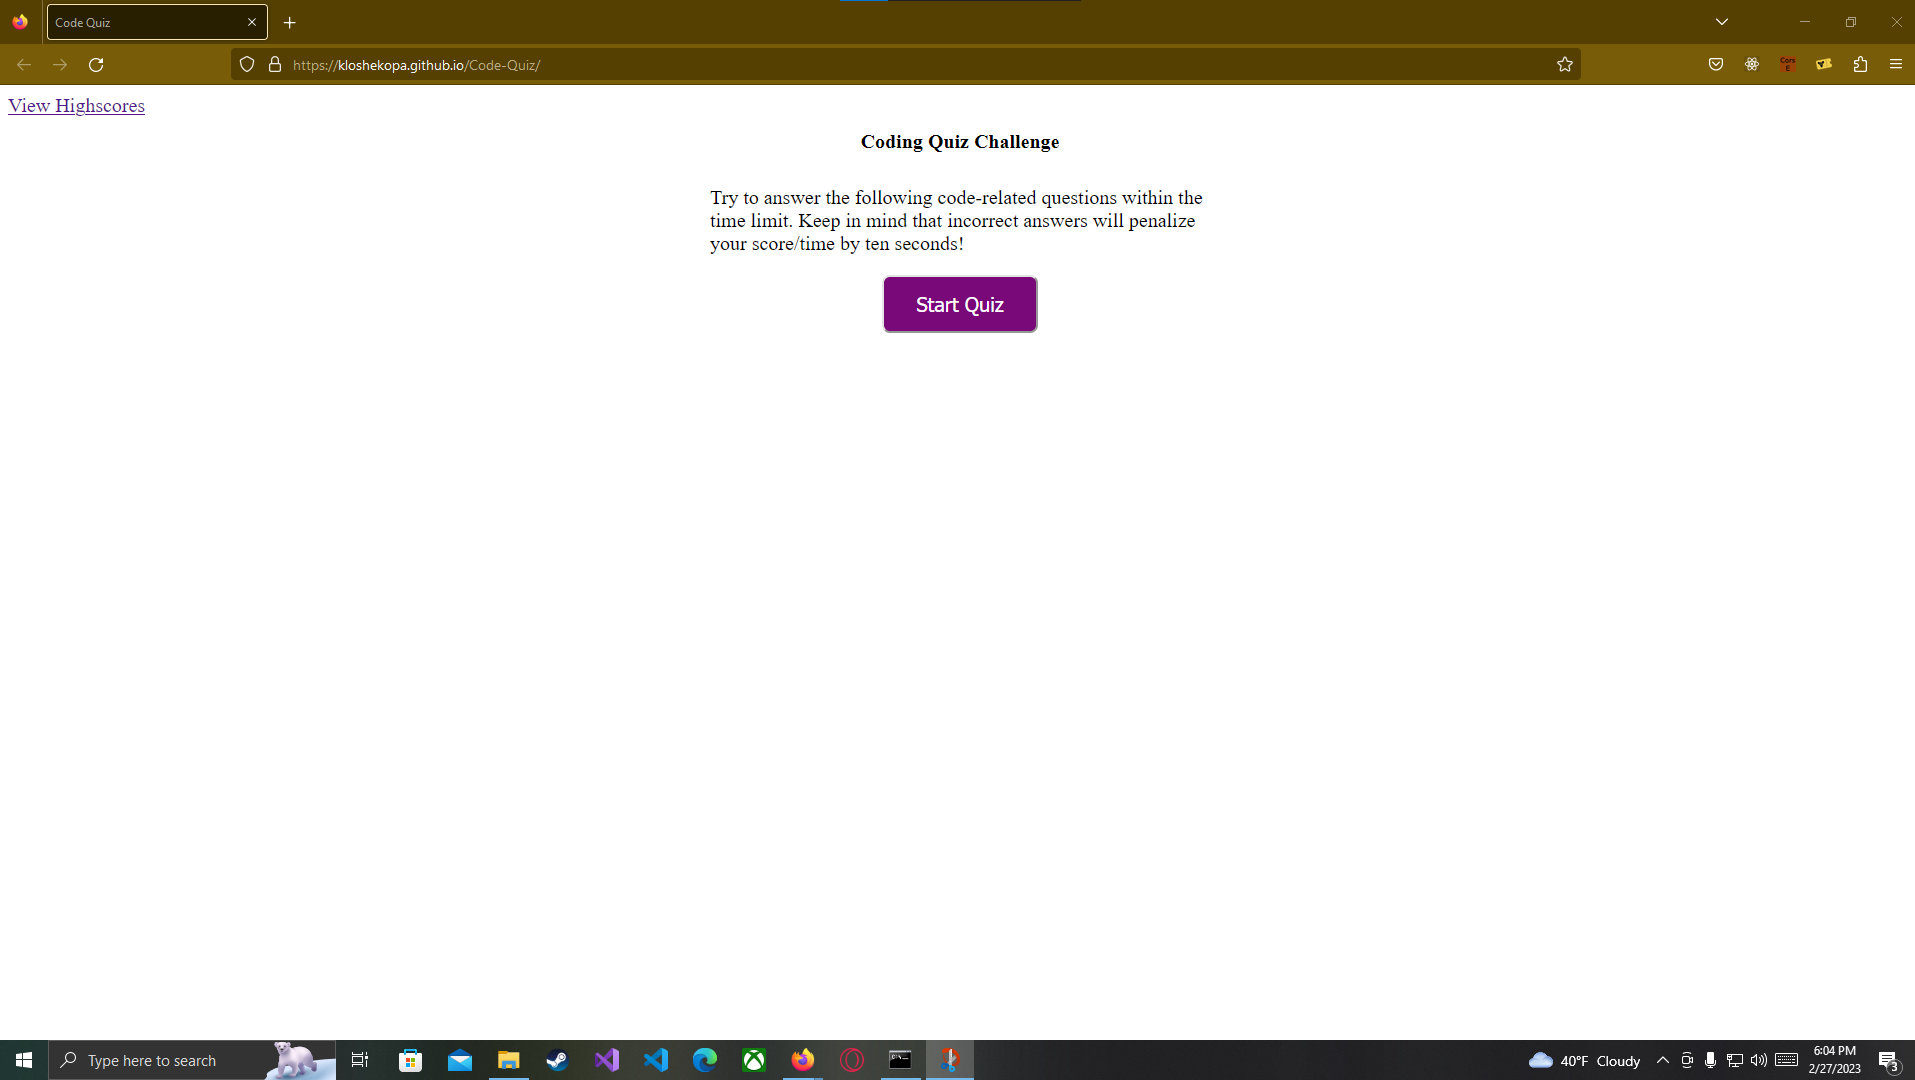 Code Quiz
https://kloshekopa.github.io/Code-Quiz/
Cors
E
View Highscores
Coding Quiz Challenge
Try to answer the following code-related questions within the
time limit. Keep in mind that incorrect answers will penalize
your score/time by ten seconds!
Start Quiz
Type here to search
40°F Cloudy
6:04 PM
2/27/2023
3